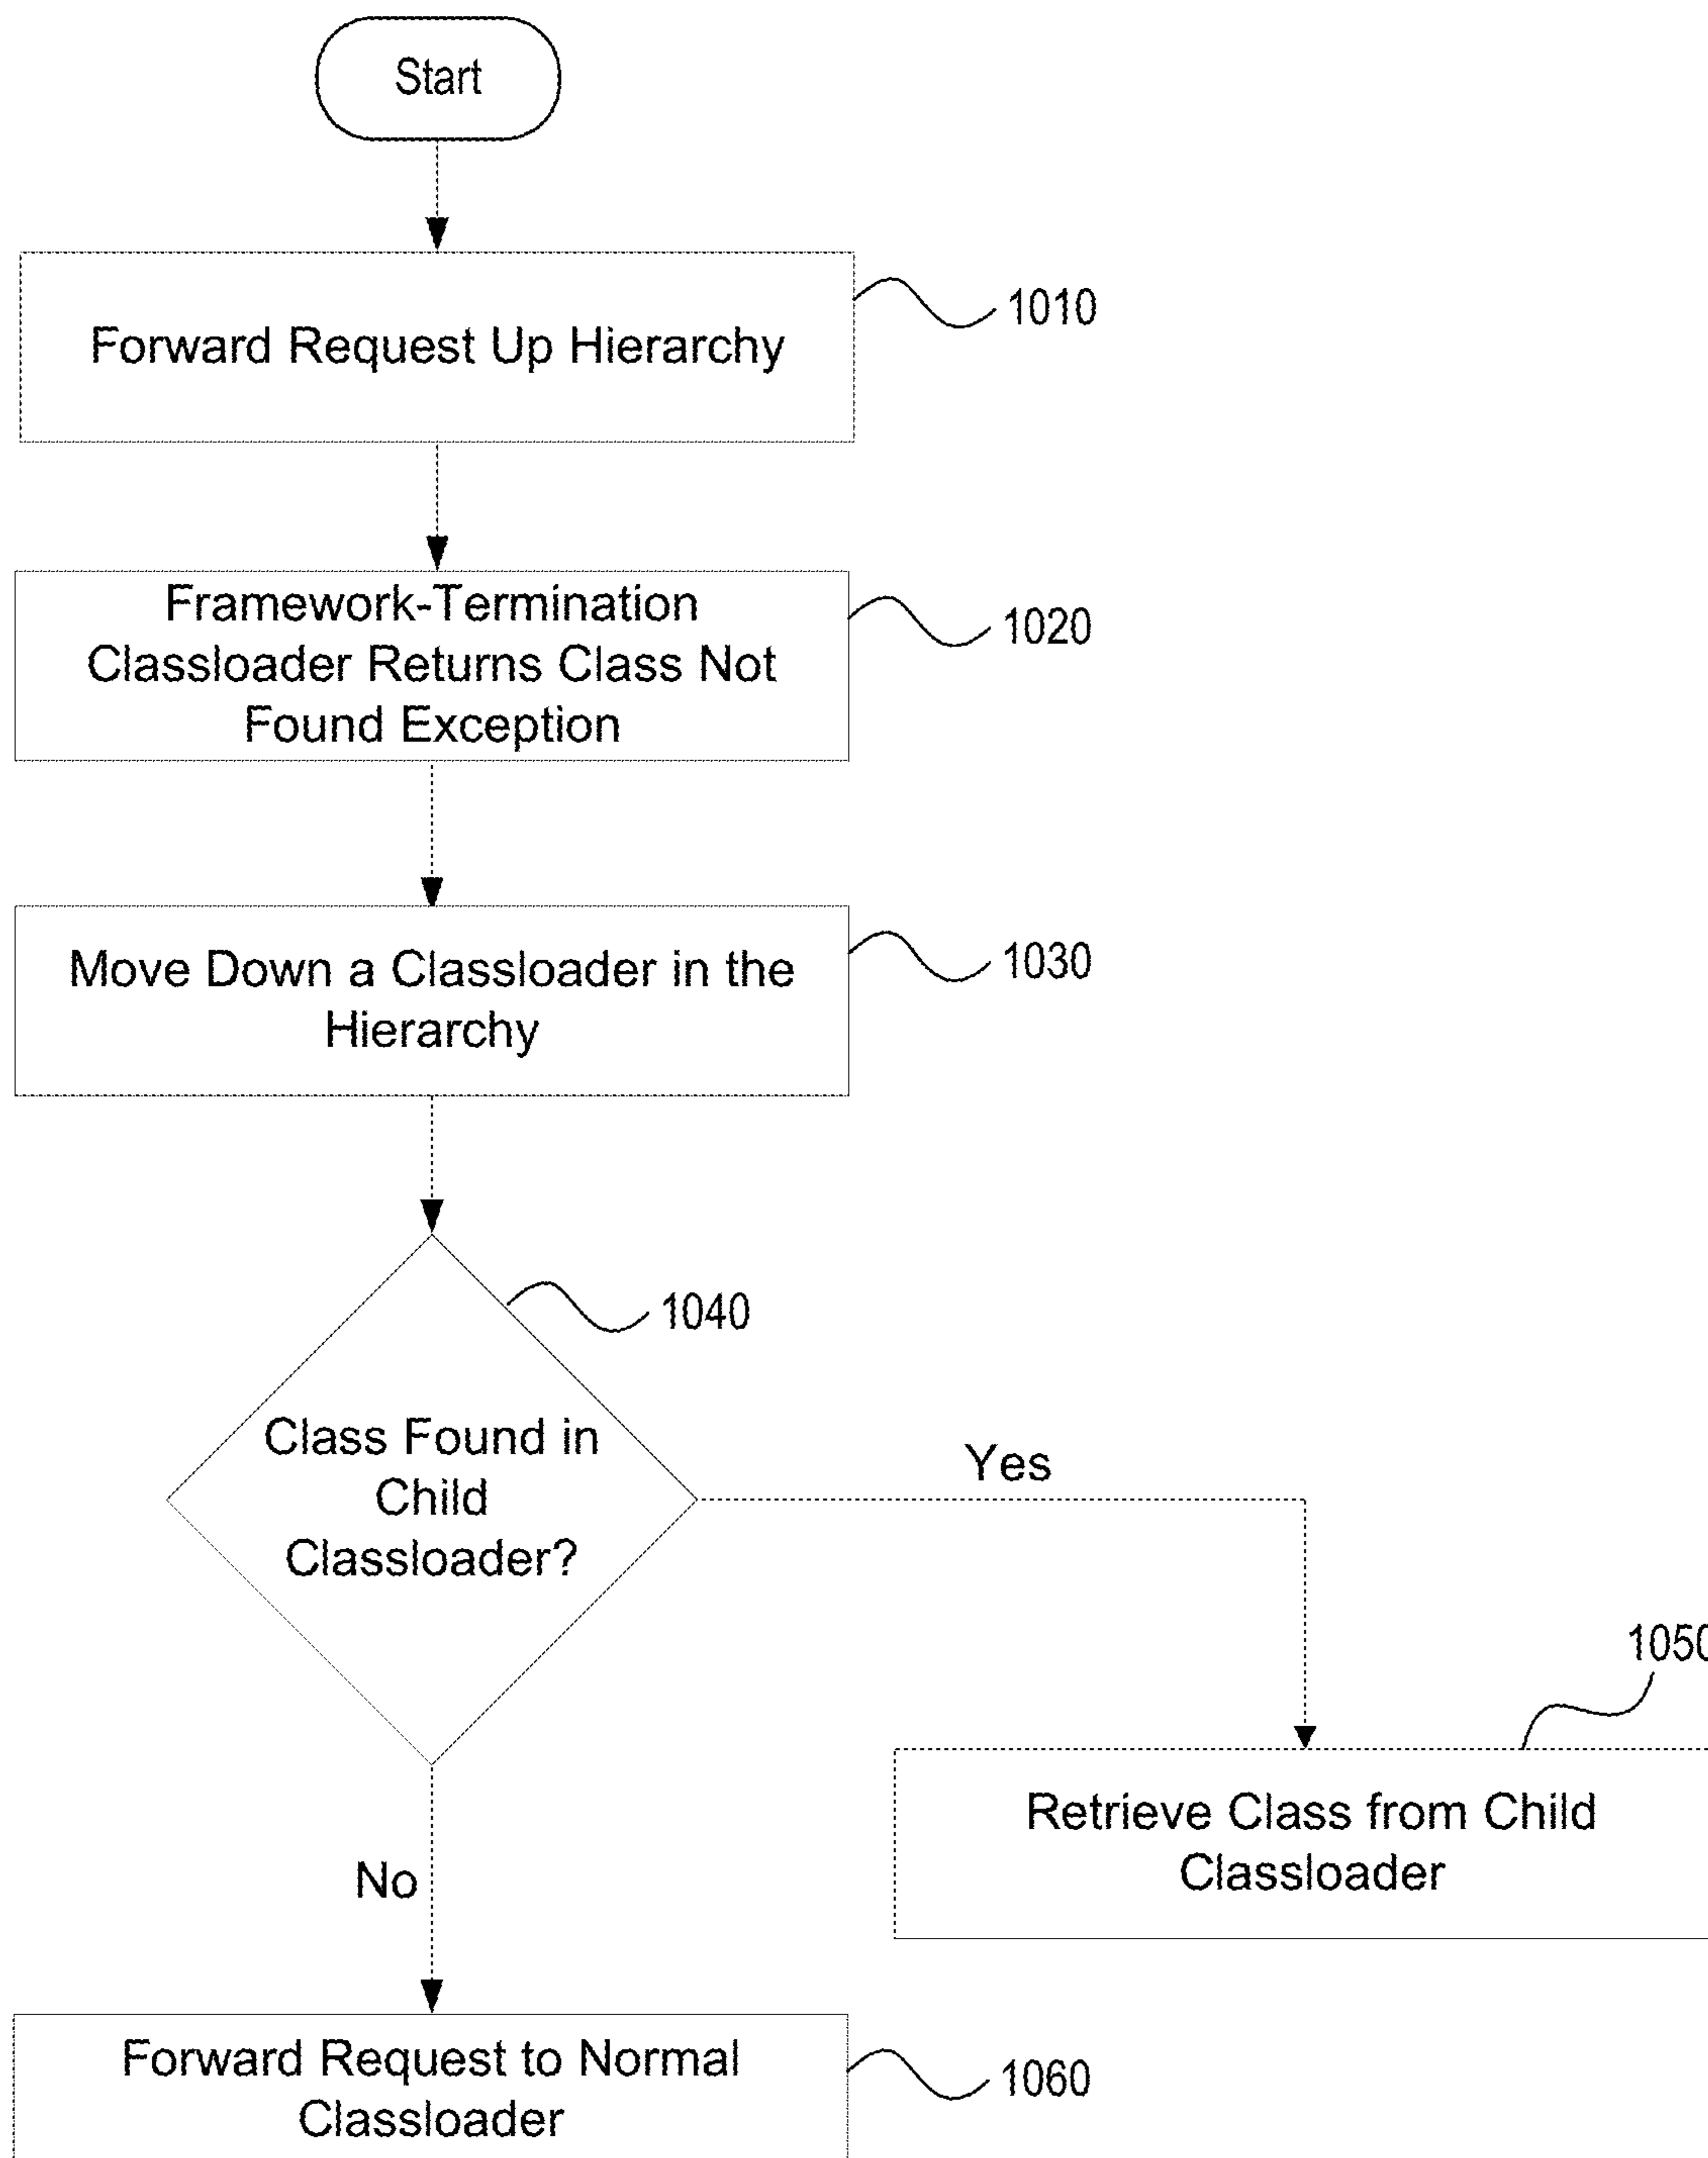 Start
Forward Request Up Hierarchy
1010
Framework-Termination
Classloader Returns Class Not
Found Exception
1020
Move Down a Classloader in the
Hierarchy
1030
1040
Class Found in
Child
Classloader?
Yes
1050
Retrieve Class from Child
Classloader
No
Forward Request to Normal
Classloader
1060